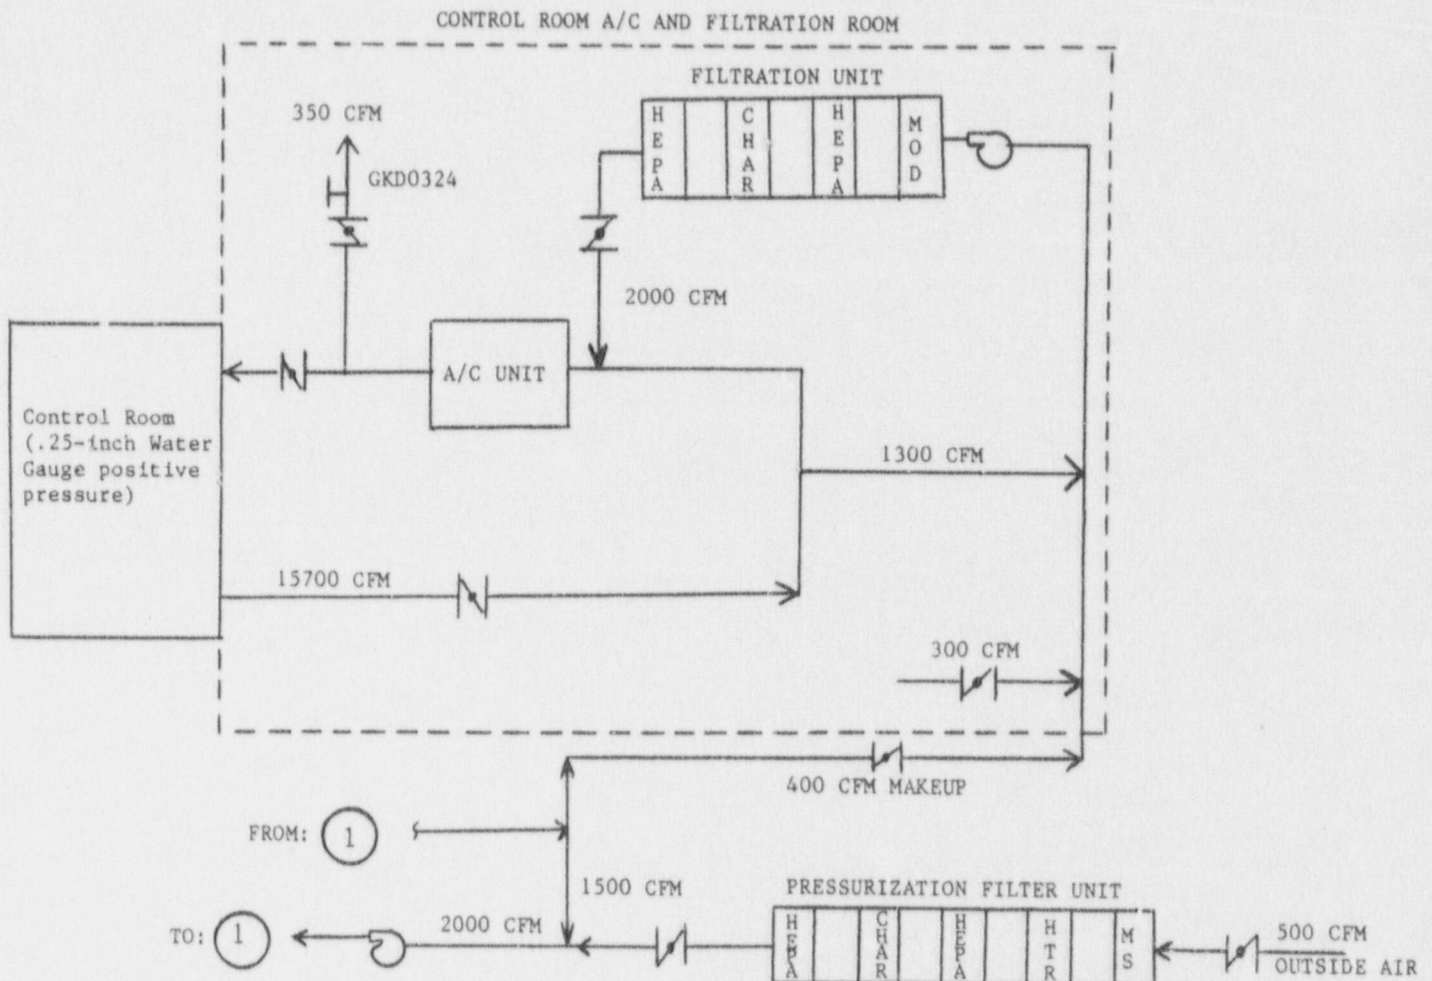 CONTROL ROOM A/C AND FILTRATION ROOM
FILTRATION UNIT
350 CFM
HEPA
CHAR
HEPA
MOD
GKD0324
2000 CFM
A/C UNIT
Control Room
(.25-inch Water
Gauge positive
pressure)
1300 CFM
15700 CFM
300 CFM
400 CFM MAKEUP
FROM: 1
1500 CFM
PRESSURIZATION FILTER UNIT
TO: 1
2000 CFM
HEPA
CHAR
HEPA
HTR
MS
500 CFM
OUTSIDE AIR